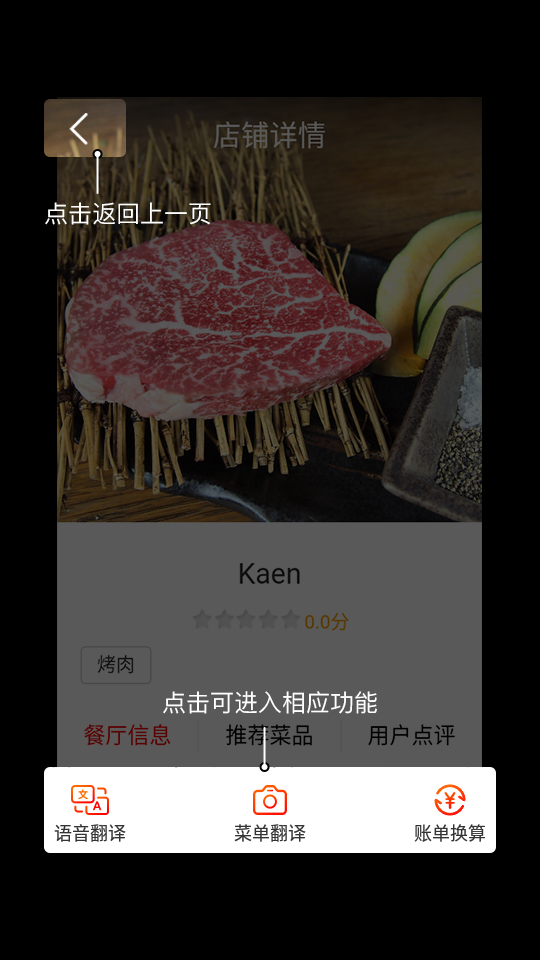 店铺详情
点击返回上一页
Kaen
0.0分
烤肉
点击可进入相应功能
餐厅信息 推荐菜品 用户点评
文 A ¥
语音翻译 菜单翻译 账单换算